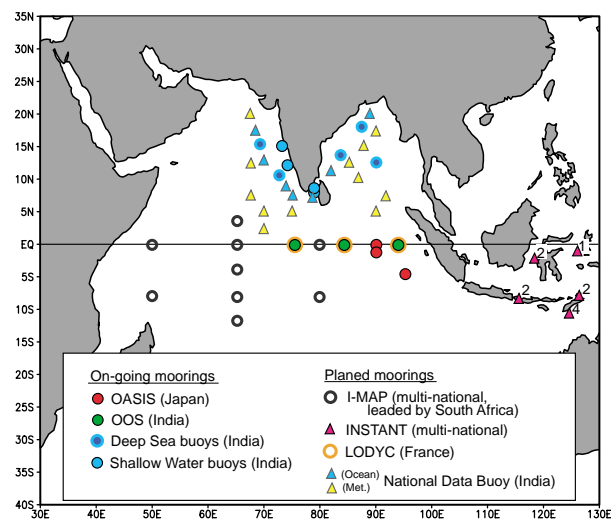 35N
30N
25N
20N
15N
10N
5N
EQ
5S
10S
15S
20S
25S
30S
35S
40S
1
2
2
2
4
On-going moorings
OASIS (Japan)
OOS (India)
Deep Sea buoys (India)
Shallow Water buoys (India)
Planed moorings
I-MAP (multi-national,
leaded by South Africa)
INSTANT (multi-national)
LODYC (France)
(Ocean)
(Met.)
National Data Buoy (India)
30E 40E 50E 60E 70E 80E 90E 100E 110E 120E 130E